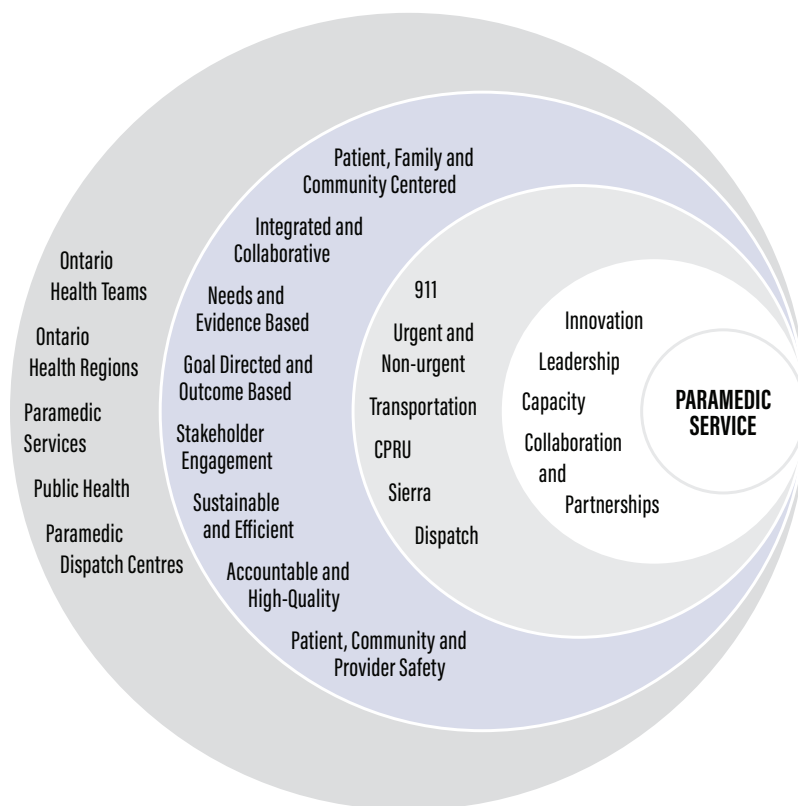 Ontario
Health Teams
Ontario
Health Regions
Paramedic
Services
Public Health
Paramedic
Dispatch Centres
Patient, Family and
Community Centered
Integrated and
Collaborative
Needs and
Evidence Based
Goal Directed and
Outcome Based
Stakeholder
Engagement
Sustainable
and Efficient
Accountable and
High-Quality
Patient, Community and
Provider Safety
911
Urgent and
Non-urgent
Transportation
CPRU
Sierra
Dispatch
Innovation
Leadership
Capacity
Collaboration
and
Partnerships
PARAMEDIC
SERVICE